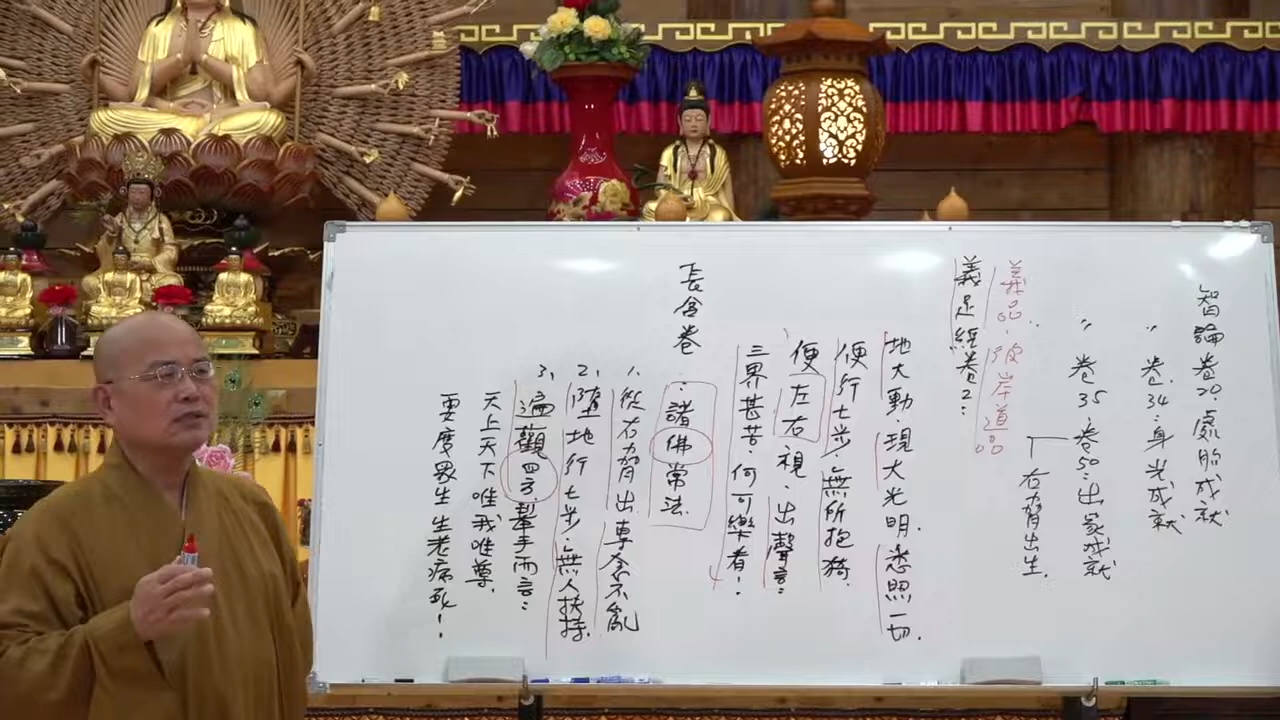 智論卷20:處胎成就
〃 卷34:身光成就
〃 卷35、卷50:出家成就
右脅出生.
義品.彼岸道品
義足經卷2:
地大動.現大光明.悉照一切.
便行七步.無所抱猗.
便左右視.出聲言:
三界甚苦.何可樂者!
長含卷
.諸佛常法.
1.從右脅出.專念不亂
2.墮地行七步.無人扶持.
3.遍觀四方.舉手而言:
天上天下唯我唯尊.
要度眾生生老病死!